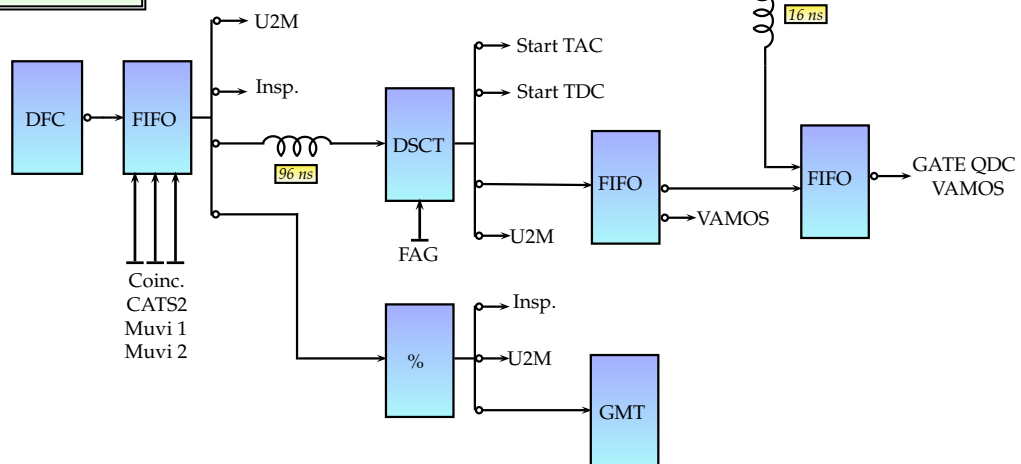 16 ns
U2M
Start TAC
Insp.
Start TDC
DFC
FIFO
DSCT
96 ns
FIFO
FIFO
GATE QDC
VAMOS
VAMOS
U2M
FAG
Coinc.
CATS2
Muvi 1
Muvi 2
Insp.
%
U2M
GMT